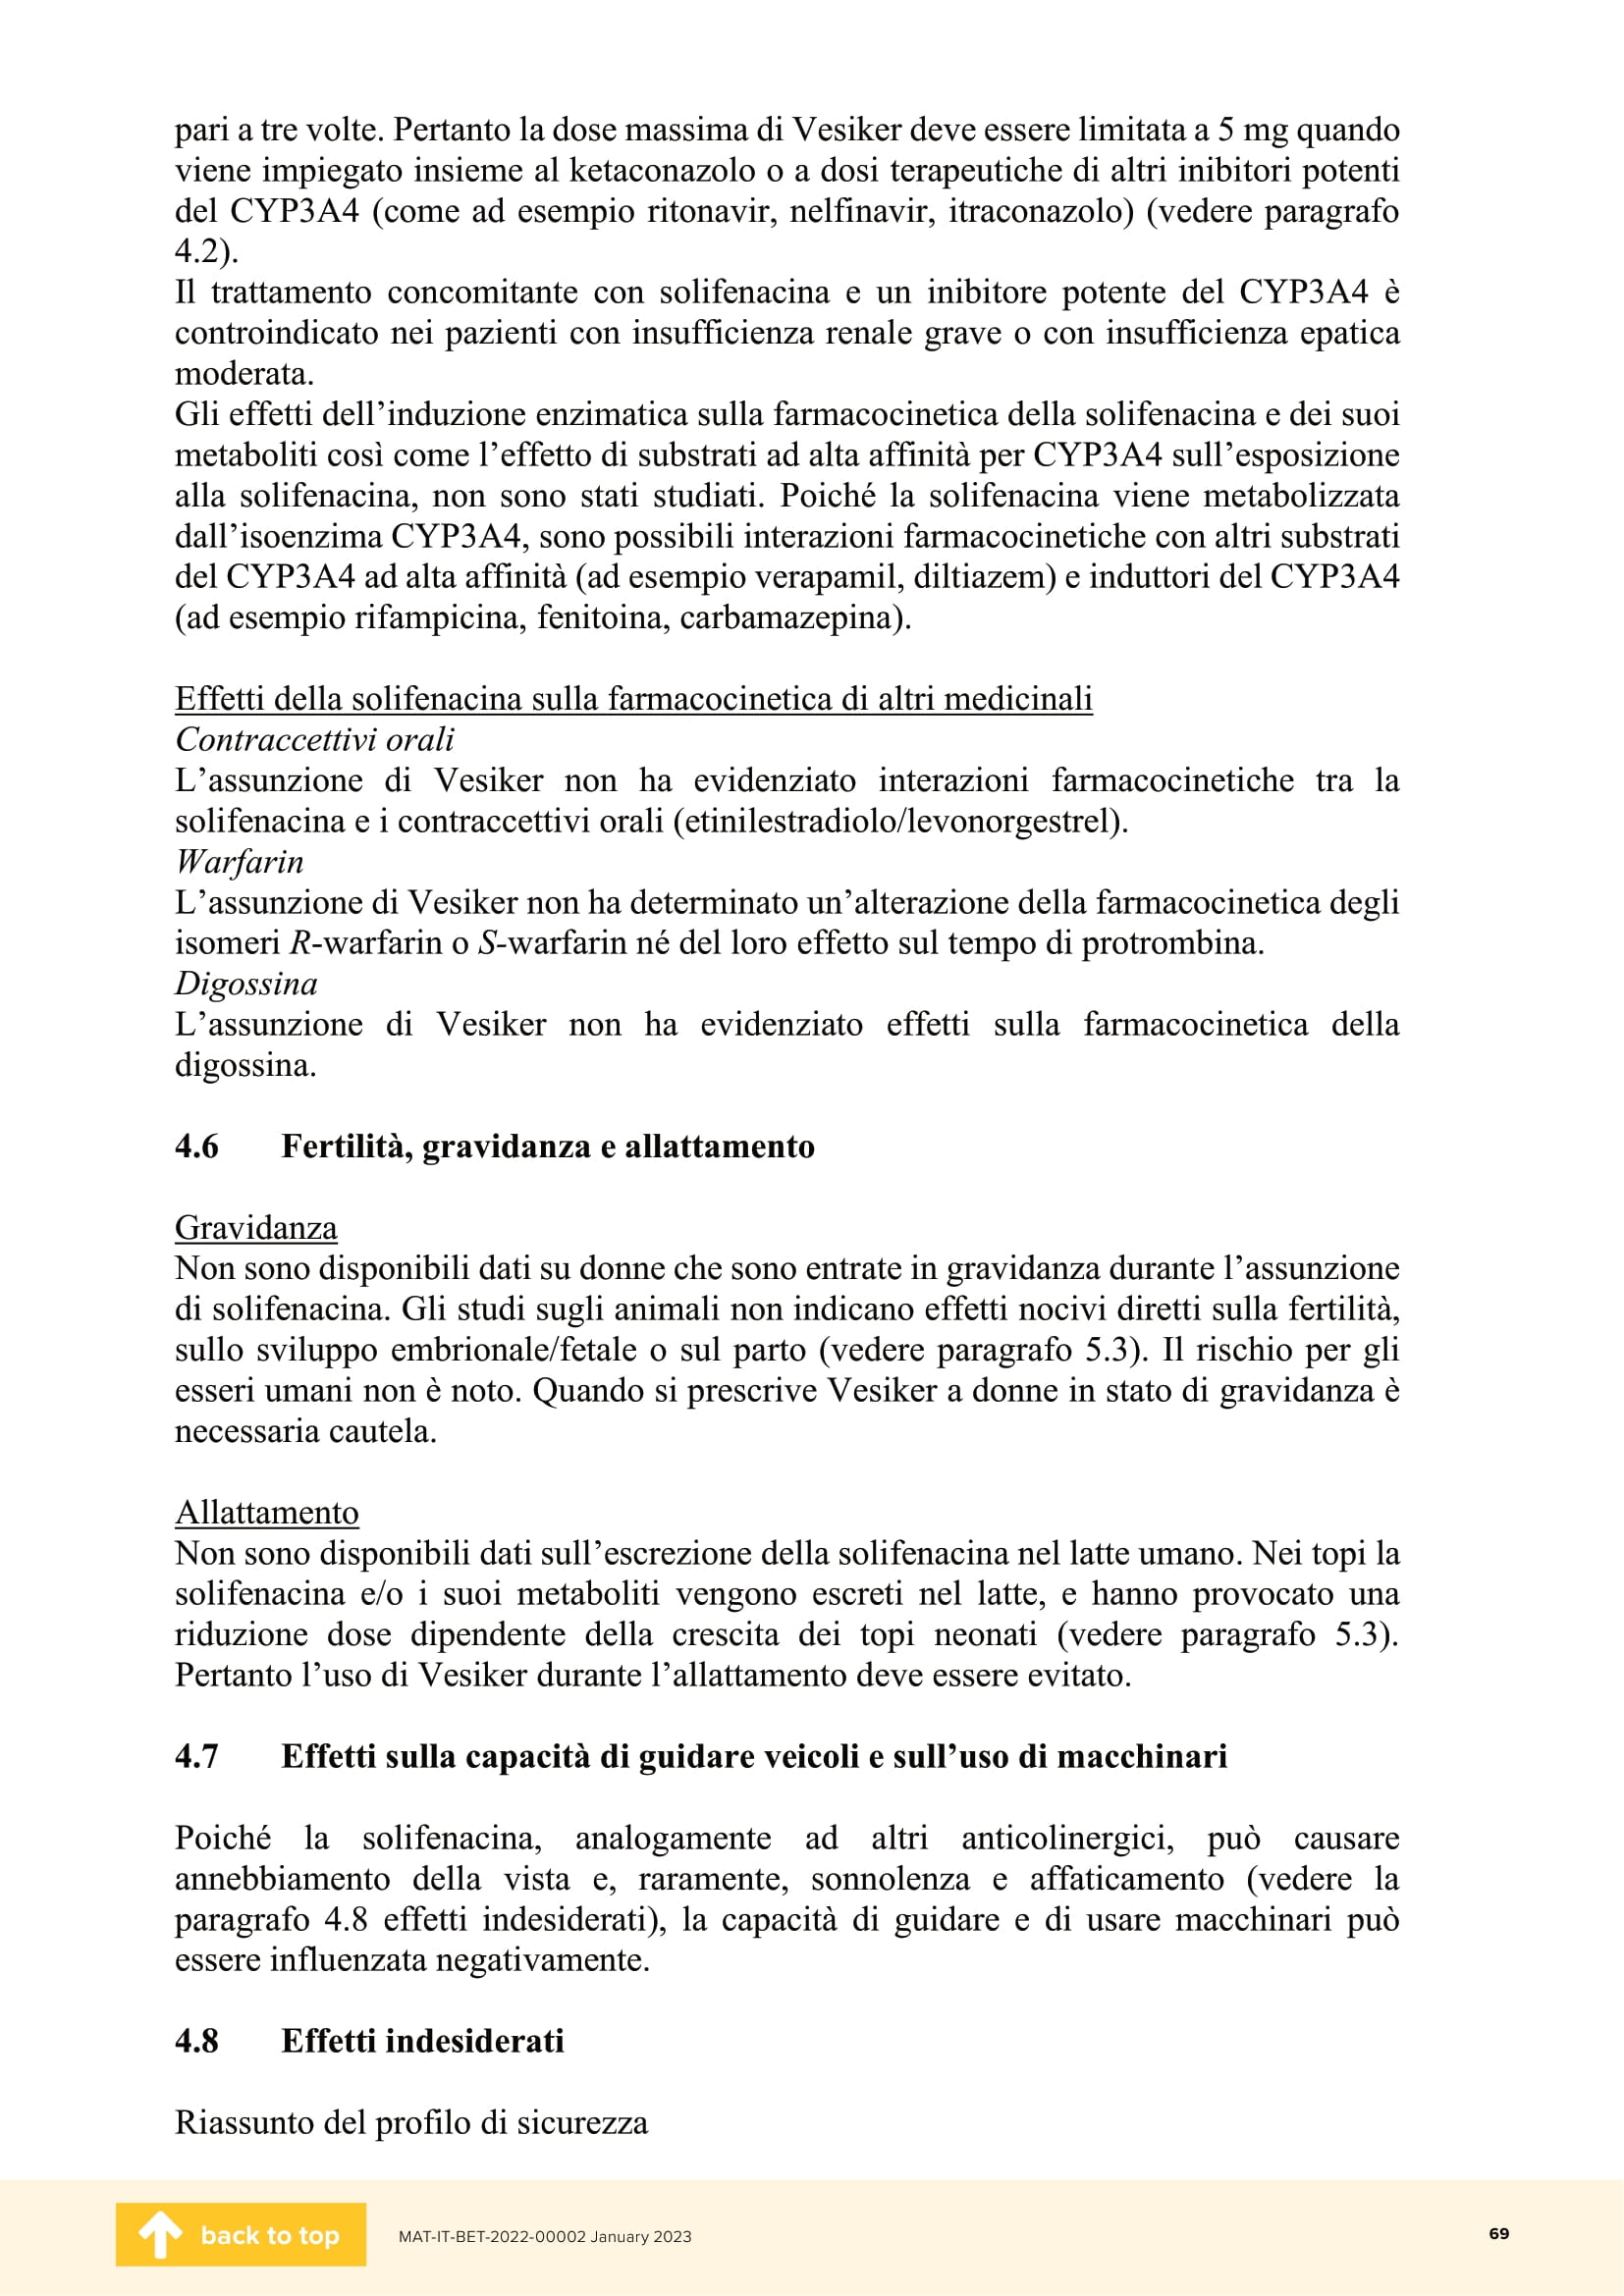 pari a tre volte. Pertanto la dose massima di Vesiker deve essere limitata a 5 mg quando
viene impiegato insieme al ketaconazolo o a dosi terapeutiche di altri inibitori potenti
del CYP3A4 (come ad esempio ritonavir, nelfinavir, itraconazolo) (vedere paragrafo
4.2).
Il trattamento concomitante con solifenacina e un inibitore potente del CYP3A4 è
controindicato nei pazienti con insufficienza renale grave o con insufficienza epatica
moderata.
Gli effetti dell’induzione enzimatica sulla farmacocinetica della solifenacina e dei suoi
metaboliti così come l’effetto di substrati ad alta affinità per CYP3A4 sull’esposizione
alla solifenacina, non sono stati studiati. Poiché la solifenacina viene metabolizzata
dall’isoenzima CYP3A4, sono possibili interazioni farmacocinetiche con altri substrati
del CYP3A4 ad alta affinità (ad esempio verapamil, diltiazem) e induttori del CYP3A4
(ad esempio rifampicina, fenitoina, carbamazepina).
Effetti della solifenacina sulla farmacocinetica di altri medicinali
Contraccettivi orali
L’assunzione di Vesiker non ha evidenziato interazioni farmacocinetiche tra la
solifenacina e i contraccettivi orali (etinilestradiolo/levonorgestrel).
Warfarin
L’assunzione di Vesiker non ha determinato un’alterazione della farmacocinetica degli
isomeri R-warfarin o S-warfarin né del loro effetto sul tempo di protrombina.
Digossina
L’assunzione di Vesiker non ha evidenziato effetti sulla farmacocinetica della
digossina.
4.6 Fertilità, gravidanza e allattamento
Gravidanza
Non sono disponibili dati su donne che sono entrate in gravidanza durante l’assunzione
di solifenacina. Gli studi sugli animali non indicano effetti nocivi diretti sulla fertilità,
sullo sviluppo embrionale/fetale o sul parto (vedere paragrafo 5.3). Il rischio per gli
esseri umani non è noto. Quando si prescrive Vesiker a donne in stato di gravidanza è
necessaria cautela.
Allattamento
Non sono disponibili dati sull’escrezione della solifenacina nel latte umano. Nei topi la
solifenacina e/o i suoi metaboliti vengono escreti nel latte, e hanno provocato una
riduzione dose dipendente della crescita dei topi neonati (vedere paragrafo 5.3).
Pertanto l’uso di Vesiker durante l’allattamento deve essere evitato.
4.7 Effetti sulla capacità di guidare veicoli e sull’uso di macchinari
Poiché la solifenacina, analogamente ad altri anticolinergici, può causare
annebbiamento della vista e, raramente, sonnolenza e affaticamento (vedere la
paragrafo 4.8 effetti indesiderati), la capacità di guidare e di usare macchinari può
essere influenzata negativamente.
4.8 Effetti indesiderati
Riassunto del profilo di sicurezza
back to top
MAT-IT-BET-2022-00002 January 2023
69